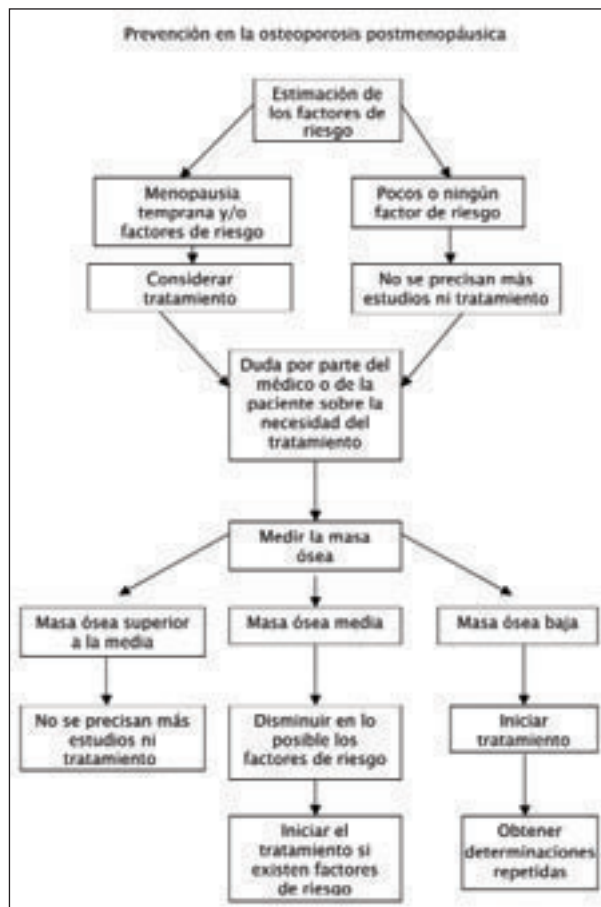 Prevención en la osteoporosis postmenopáusica
Estimación de
los factores de
riesgo
Menopausia
temprana y/o
factores de riesgo
Pocos o ningún
factor de riesgo
Considerar
tratamiento
No se precisan más
estudios ni tratamiento
Duda por parte del
médico o de la
paciente sobre la
necesidad del
tratamiento
Medir la masa
ósea
Masa ósea superior
a la media
Masa ósea media
Masa ósea baja
No se precisan más
estudios ni
tratamiento
Disminuir en lo
posible los
factores de riesgo
Iniciar
tratamiento
Iniciar el
tratamiento si
existen factores
de riesgo
Obtener
determinaciones
repetidas